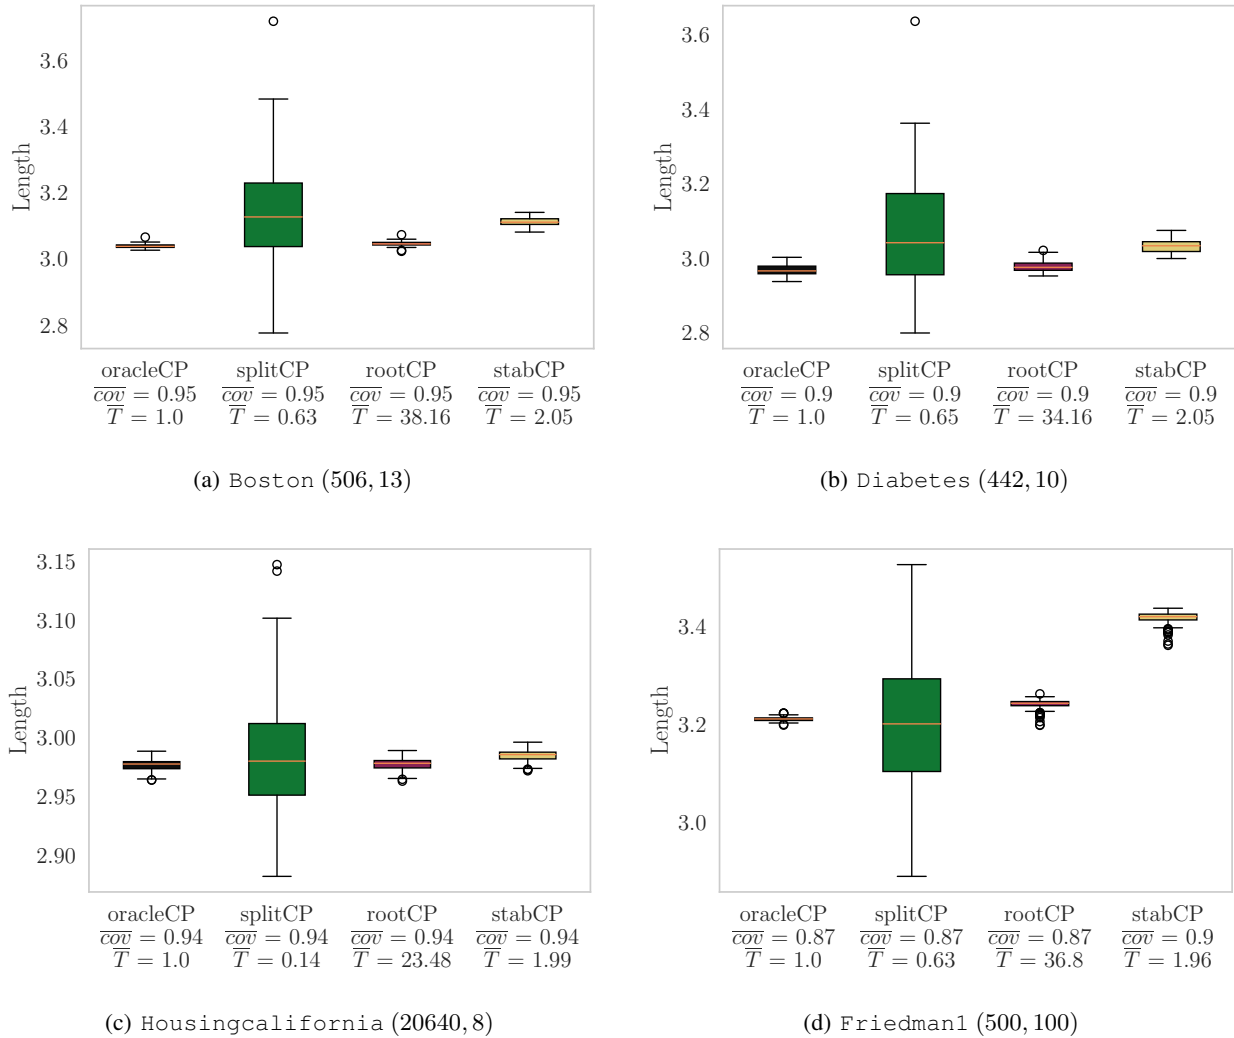 3.6
3.4
3.2
3.0
2.8
Length
oracleCP splitCP rootCP stabCP
cov = 0.95 cov = 0.95 cov = 0.95 cov = 0.95
T = 1.0 T = 0.63 T = 38.16 T = 2.05
(a) Boston (506, 13)
3.6
3.4
3.2
3.0
2.8
Length
oracleCP splitCP rootCP stabCP
cov = 0.9 cov = 0.9 cov = 0.9 cov = 0.9
T = 1.0 T = 0.65 T = 34.16 T = 2.05
(b) Diabetes (442, 10)
3.15
3.10
3.05
3.00
2.95
2.90
Length
oracleCP splitCP rootCP stabCP
cov = 0.94 cov = 0.94 cov = 0.94 cov = 0.94
T = 1.0 T = 0.14 T = 23.48 T = 1.99
(c) Housingcalifornia (20640, 8)
3.4
3.2
3.0
Length
oracleCP splitCP rootCP stabCP
cov = 0.87 cov = 0.87 cov = 0.87 cov = 0.9
T = 1.0 T = 0.63 T = 36.8 T = 1.96
(d) Friedman1 (500, 100)